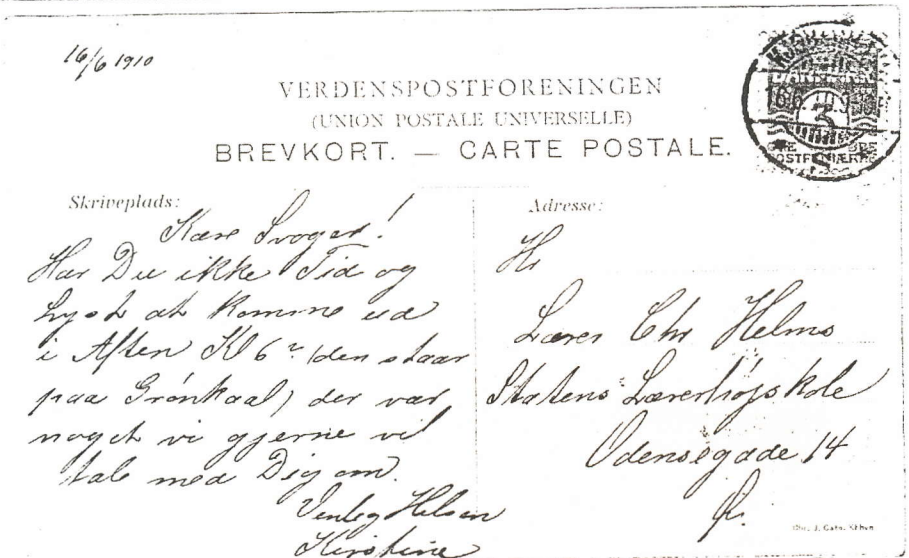 16/6 1910
VERDENSPOSTFORENINGEN
(UNION POSTALE UNIVERSELLE)
BREVKORT. — CARTE POSTALE.
Skriveplads:
Kære Svoger!
Har Du ikke Tid og
Lyst at komme ud
i Aften Kl 6 (den staar
paa Grønkaal) der var
noget vi gjerne vil
tale med Dig om.
Venlig Hilsen
Kirstine
Adresse:
Hr
Lærer Chr Helms
Statens Lærerhøjskole
Odensegade 14
Ø.